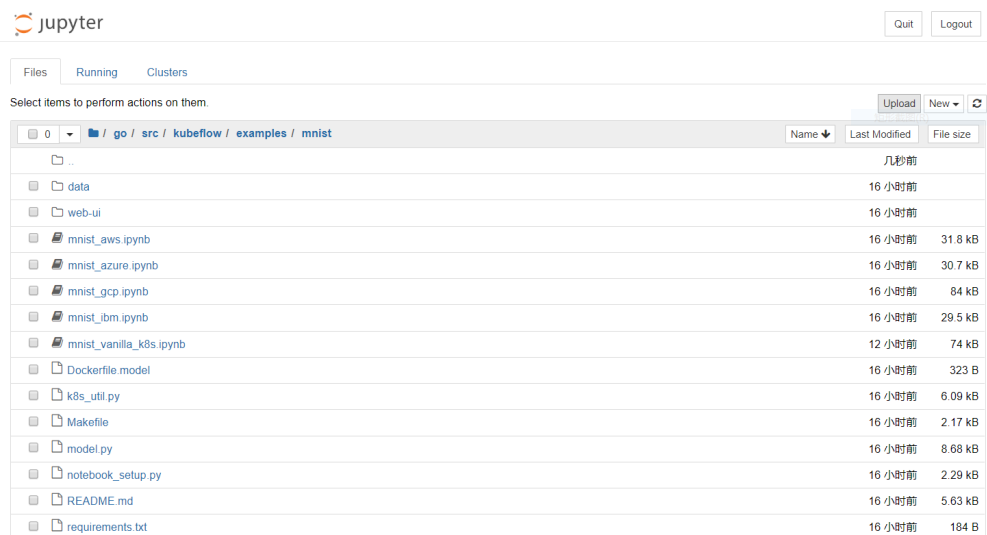 jupyter Quit Logout
Files Running Clusters
Select items to perform actions on them. Upload New
0 / go / src / kubeflow / examples / mnist Name Last Modified File size
.. 几秒前
data 16 小时前
web-ui 16 小时前
mnist_aws.ipynb 16 小时前 31.8 kB
mnist_azure.ipynb 16 小时前 30.7 kB
mnist_gcp.ipynb 16 小时前 84 kB
mnist_ibm.ipynb 16 小时前 29.5 kB
mnist_vanilla_k8s.ipynb 12 小时前 74 kB
Dockerfile.model 16 小时前 323 B
k8s_util.py 16 小时前 6.09 kB
Makefile 16 小时前 2.17 kB
model.py 16 小时前 8.68 kB
notebook_setup.py 16 小时前 2.29 kB
README.md 16 小时前 5.63 kB
requirements.txt 16 小时前 184 B